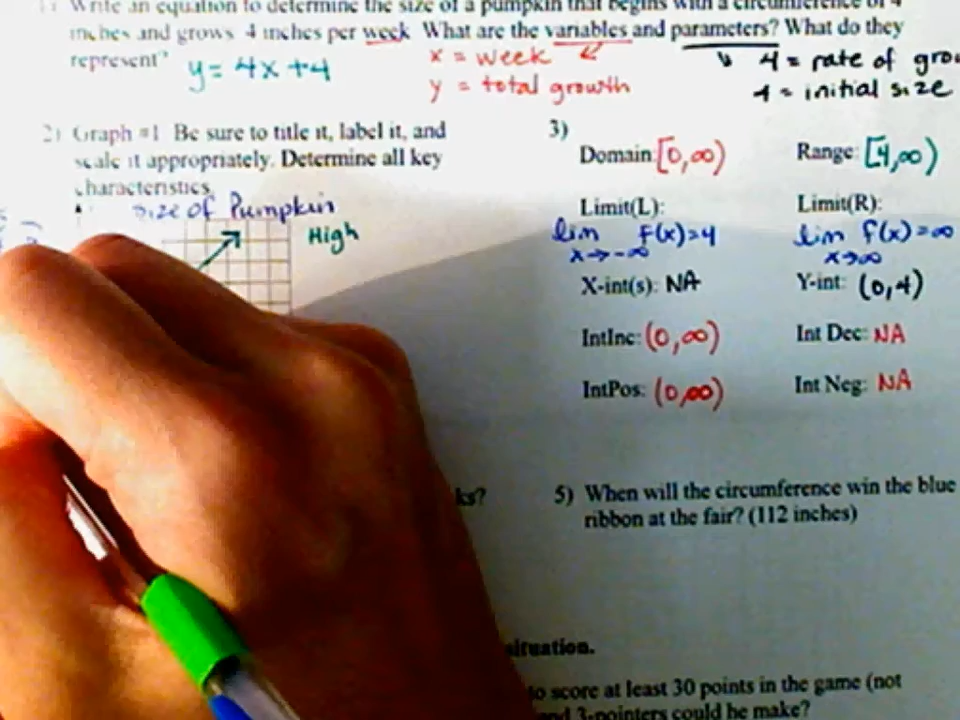 Write an equation to determine the size of a pumpkin that begins with a circumference of 4
inches and grows 4 inches per week What are the variables and parameters? What do they
represent? y = 4x + 4 x = week 4 = rate of
y = total growth 4 = initial size
2) Graph #1 Be sure to title it, label it, and
scale it appropriately. Determine all key
characteristics.
size of Pumpkin
High
3)
Domain: [0,∞) Range: [4,∞)
Limit(L): Limit(R):
lim f(x)=4 lim f(x)=∞
x→-∞ x→∞
X-int(s): NA Y-int: (0,4)
IntInc: (0,∞) Int Dec: NA
IntPos: (0,∞) Int Neg: NA
5) When will the circumference win the blue
ribbon at the fair? (112 inches)
situation.
to score at least 30 points in the game (not
3-pointers could he make?